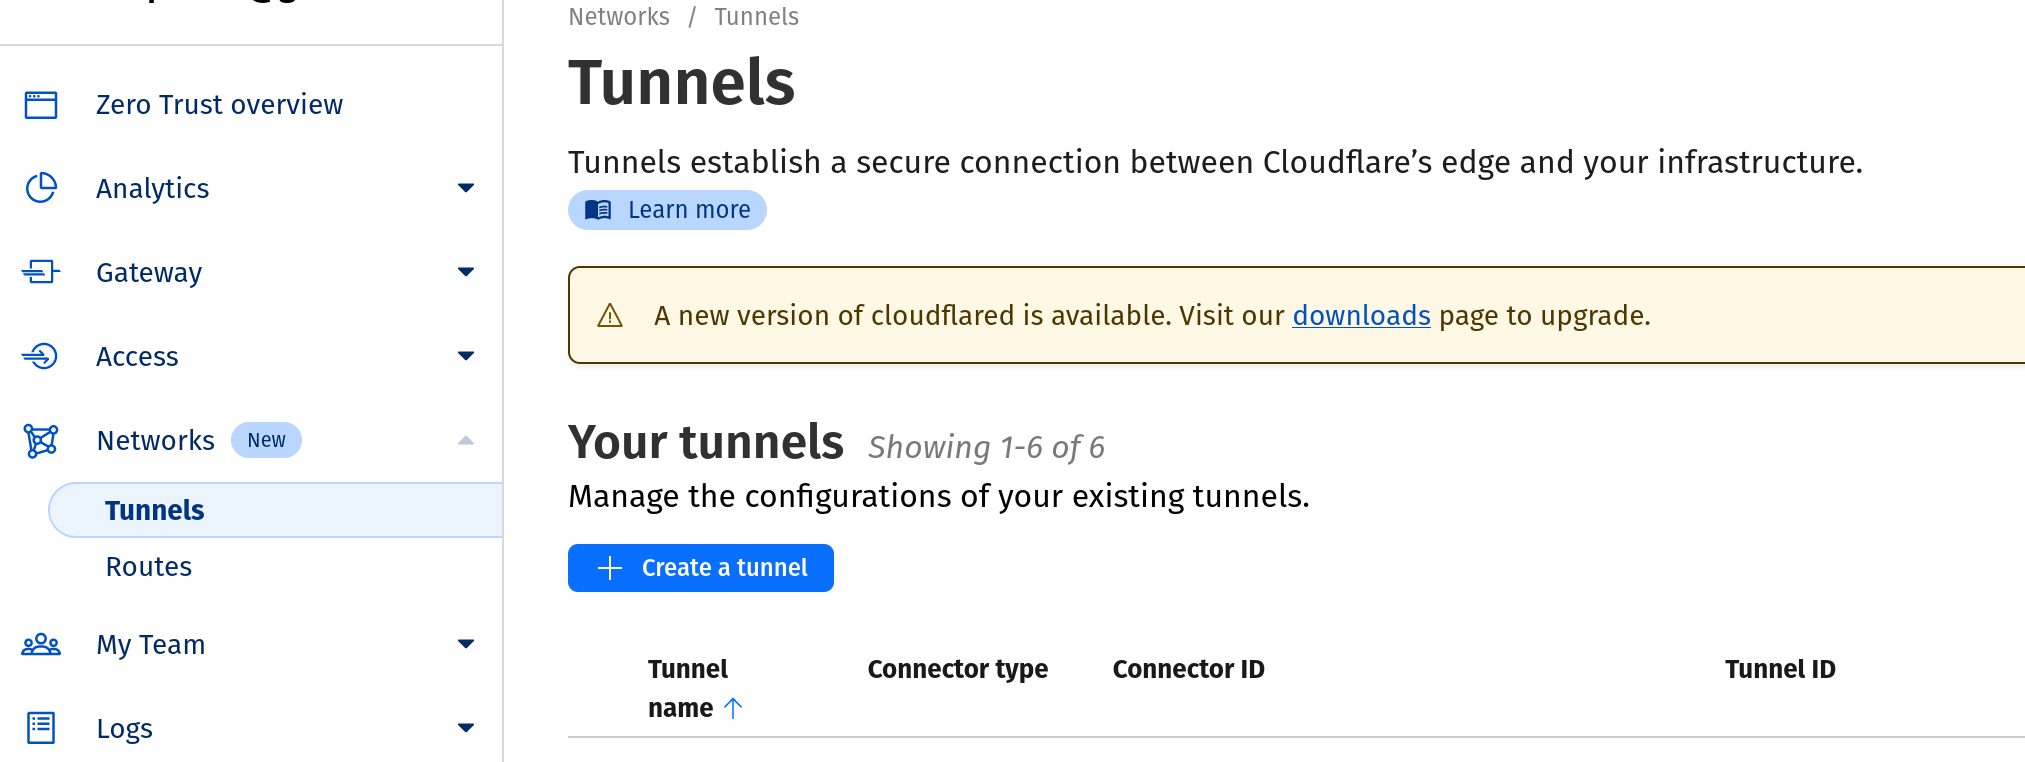 Zero Trust overview
Analytics
Gateway
Access
Networks New
Tunnels
Routes
My Team
Logs
Networks / Tunnels
Tunnels
Tunnels establish a secure connection between Cloudflare’s edge and your infrastructure.
Learn more
A new version of cloudflared is available. Visit our downloads page to upgrade.
Your tunnels Showing 1-6 of 6
Manage the configurations of your existing tunnels.
Create a tunnel
Tunnel name
Connector type
Connector ID
Tunnel ID